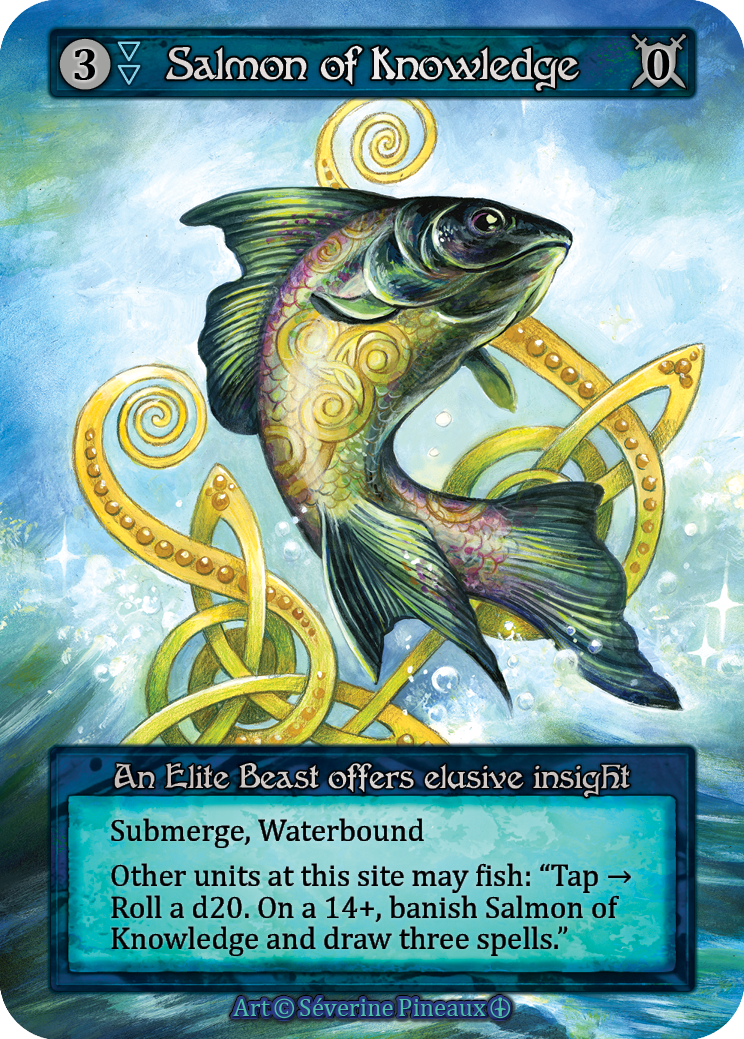 3 Salmon of Knowledge 0
An Elite Beast offers elusive insight
Submerge, Waterbound
Other units at this site may fish: “Tap →
Roll a d20. On a 14+, banish Salmon of
Knowledge and draw three spells.”
Art © Séverine Pineaux